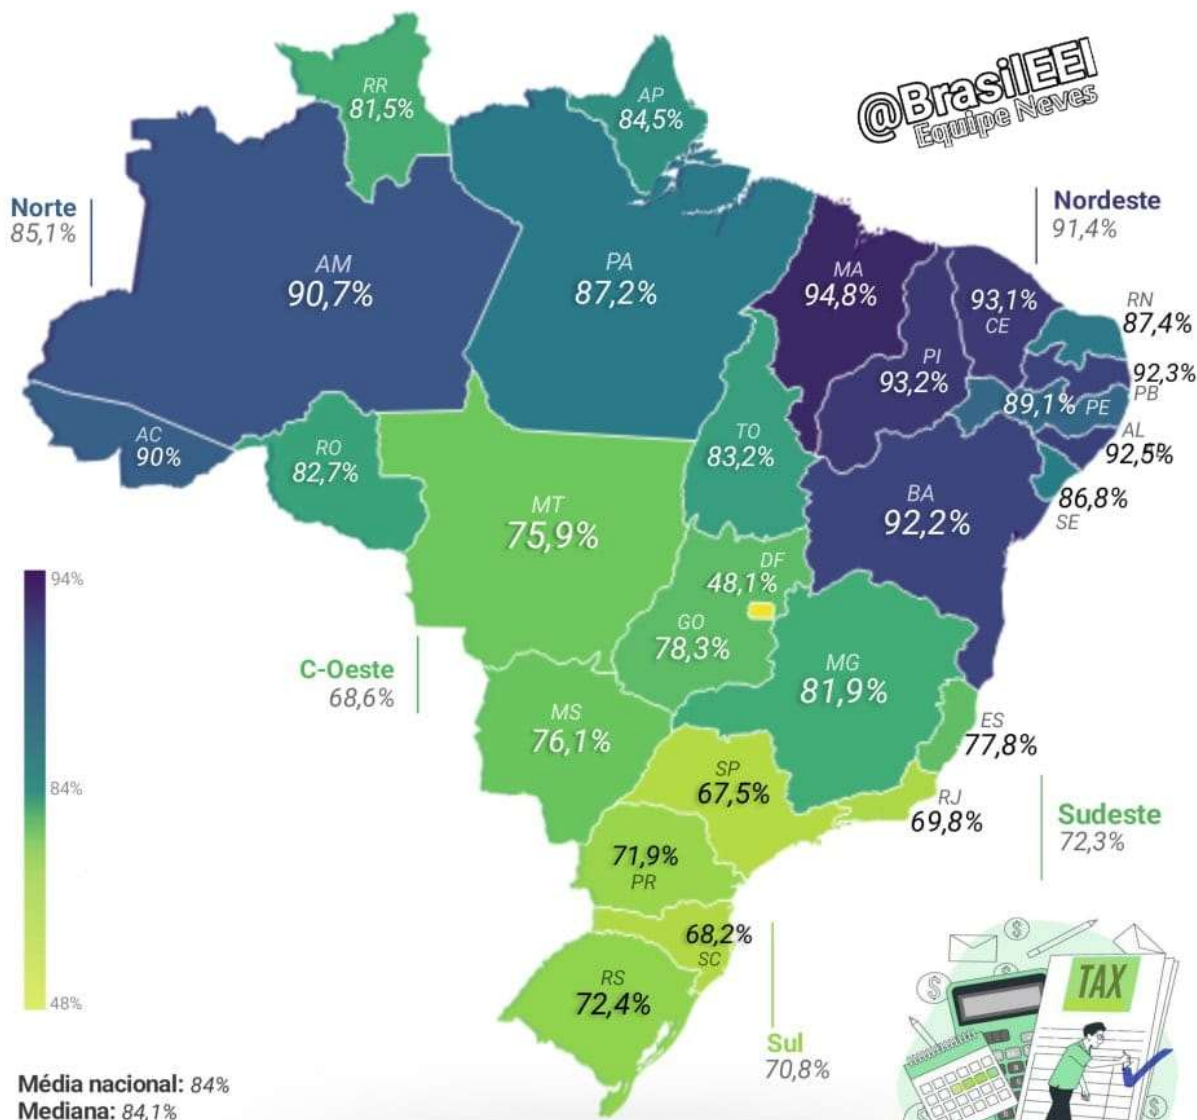 @BrasilEEI
Equipe Neves
RR
81,5%
AP
84,5%
Norte
85,1%
Nordeste
91,4%
AM
90,7%
PA
87,2%
MA
94,8%
93,1%
CE
RN
87,4%
PI
93,2%
92,3%
PB
89,1% PE
AL
92,5%
AC
90%
RO
82,7%
TO
83,2%
86,8%
SE
MT
75,9%
BA
92,2%
DF
48,1%
94%
GO
78,3%
C-Oeste
68,6%
MG
81,9%
MS
76,1%
ES
77,8%
84%
SP
67,5%
RJ
69,8%
Sudeste
72,3%
71,9%
PR
68,2%
SC
RS
72,4%
48%
Sul
70,8%
TAX
$
$
$
$
Média nacional: 84%
Mediana: 84,1%